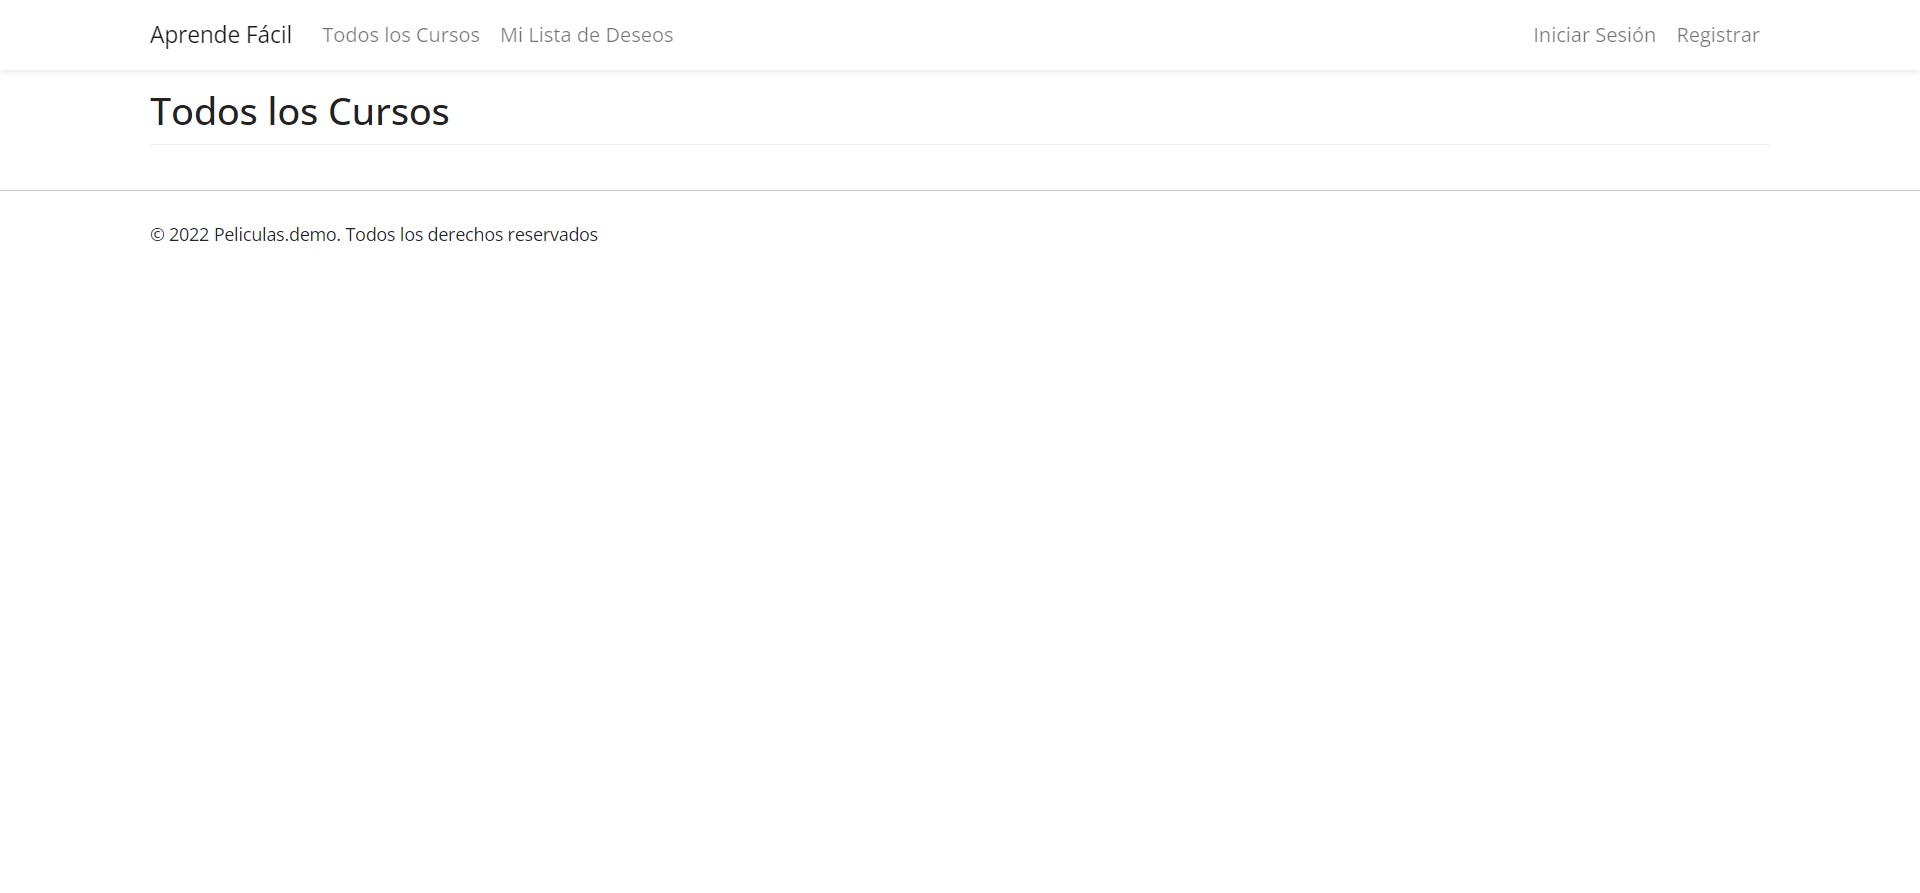 Aprende Fácil Todos los Cursos Mi Lista de Deseos Iniciar Sesión Registrar
Todos los Cursos
© 2022 Peliculas.demo. Todos los derechos reservados